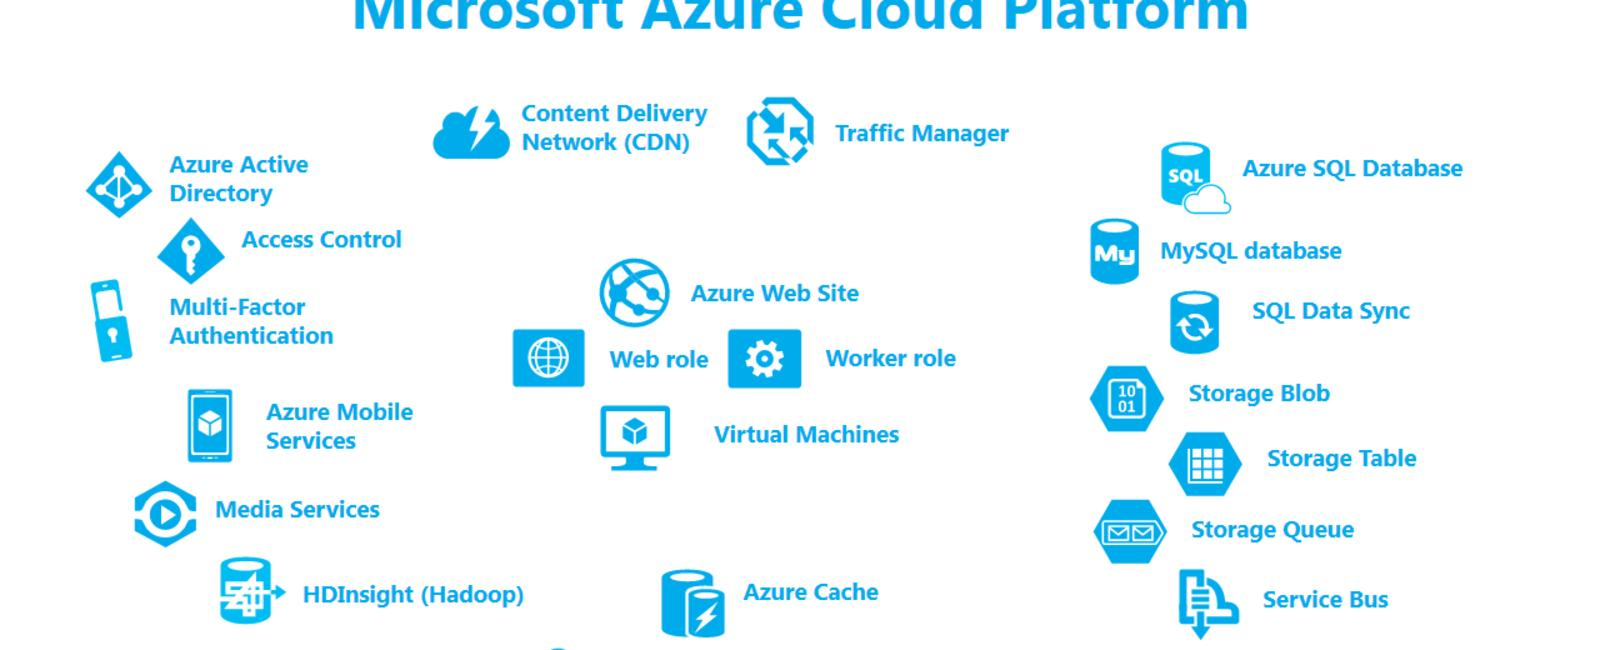 Microsoft Azure Cloud Platform
Content Delivery
Network (CDN)
Traffic Manager
Azure Active
Directory
Access Control
Multi-Factor
Authentication
Azure Mobile
Services
Media Services
HDInsight (Hadoop)
Azure Web Site
Web role
Worker role
Virtual Machines
Azure Cache
SQL
Azure SQL Database
My
MySQL database
SQL Data Sync
10
01
Storage Blob
Storage Table
Storage Queue
Service Bus